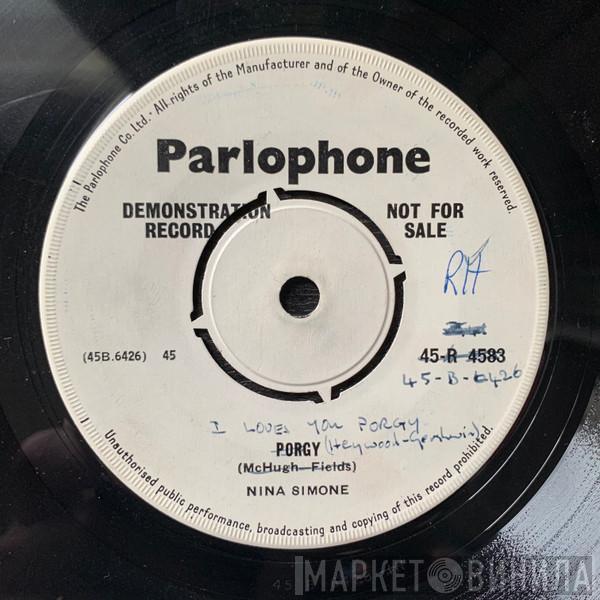 The Parlophone Co. Ltd. · All rights of the Manufacturer and of the Owner of the recorded work reserved.
Parlophone
DEMONSTRATION RECORD
NOT FOR SALE
RH
(45B.6426) 45
45-R 4583
45-B-6426
I LOVES YOU PORGY
PORGY (Heywood-Gershwin)
(McHugh-Fields)
NINA SIMONE
Unauthorised public performance, broadcasting and copying of this record prohibited.
МАРКЕТ ВИНИЛА